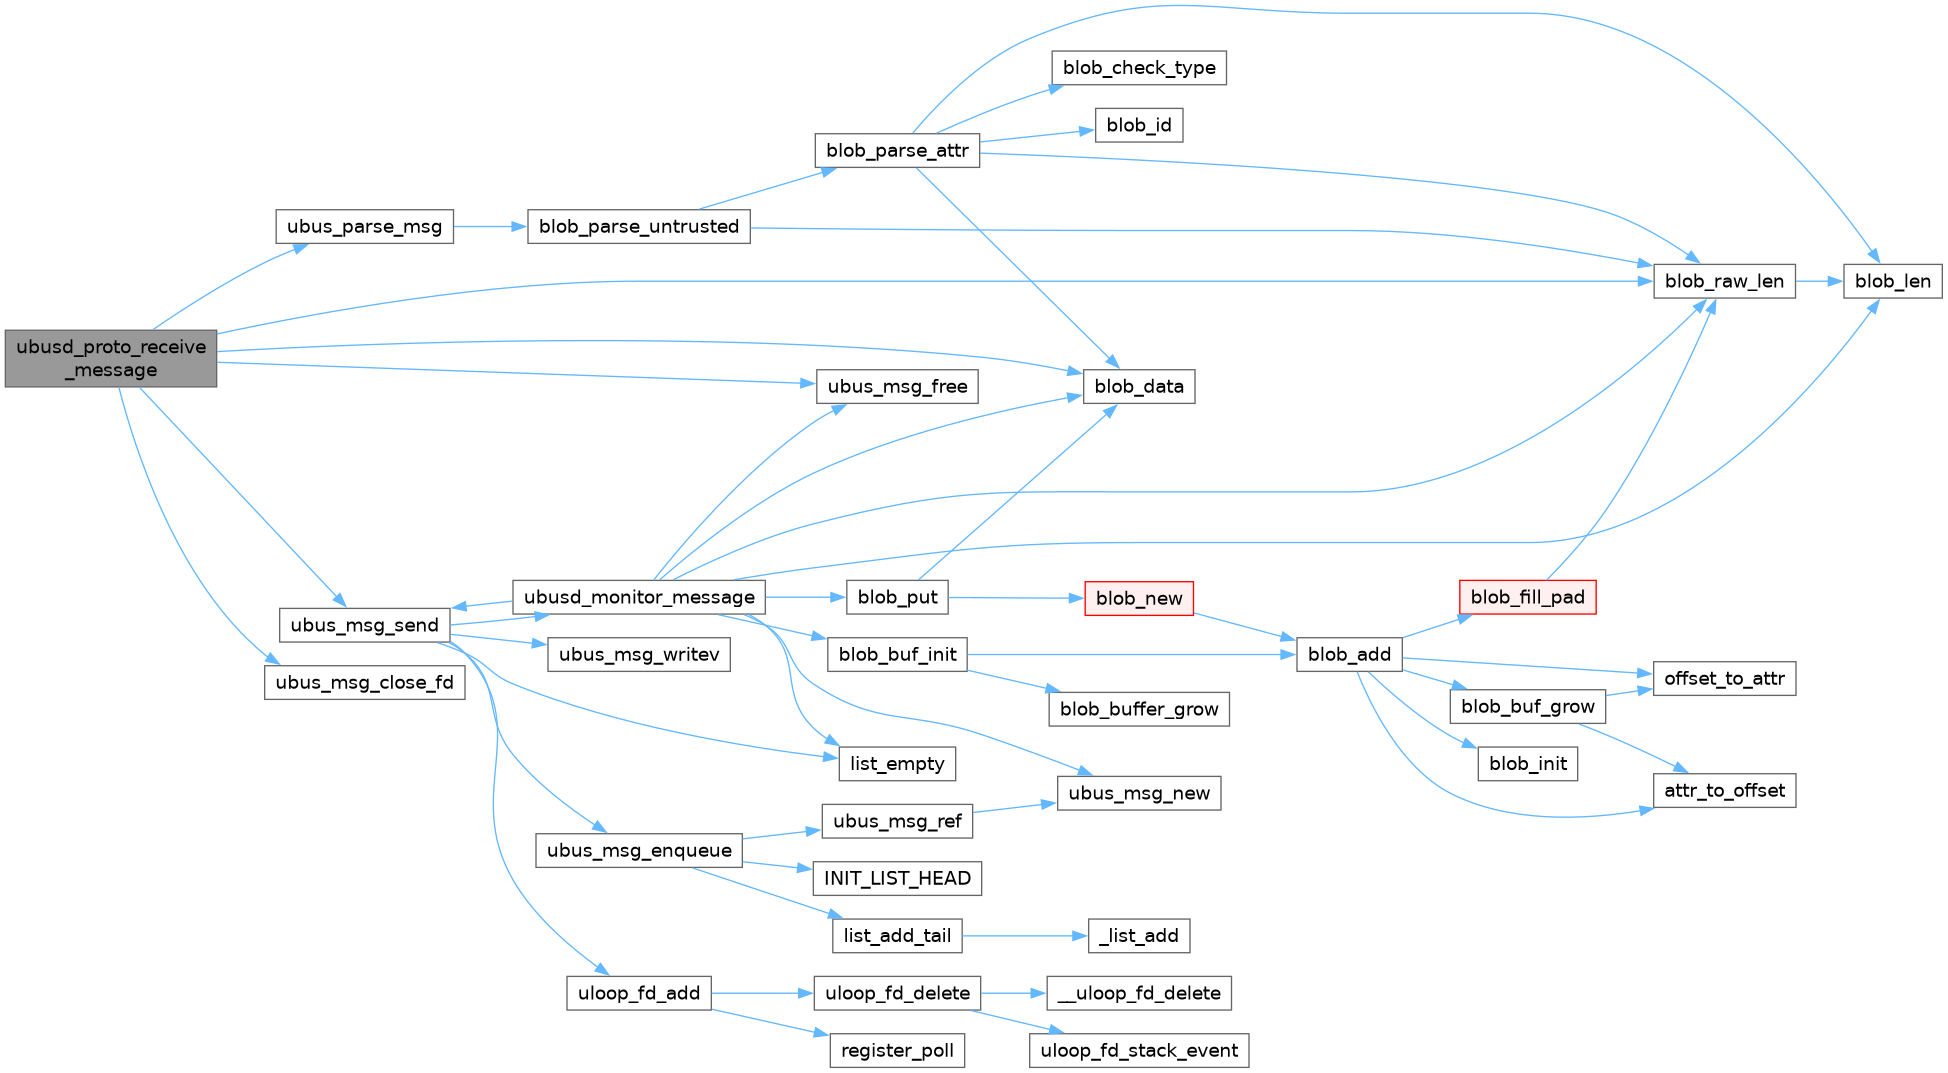 blob_check_type
blob_id
blob_parse_attr
ubus_parse_msg
blob_parse_untrusted
blob_raw_len
blob_len
ubusd_proto_receive
_message
ubus_msg_free
blob_data
ubusd_monitor_message
blob_put
blob_new
blob_fill_pad
ubus_msg_send
ubus_msg_writev
blob_buf_init
blob_add
offset_to_attr
ubus_msg_close_fd
blob_buffer_grow
blob_buf_grow
list_empty
blob_init
ubus_msg_new
attr_to_offset
ubus_msg_ref
ubus_msg_enqueue
INIT_LIST_HEAD
list_add_tail
_list_add
uloop_fd_add
uloop_fd_delete
__uloop_fd_delete
register_poll
uloop_fd_stack_event